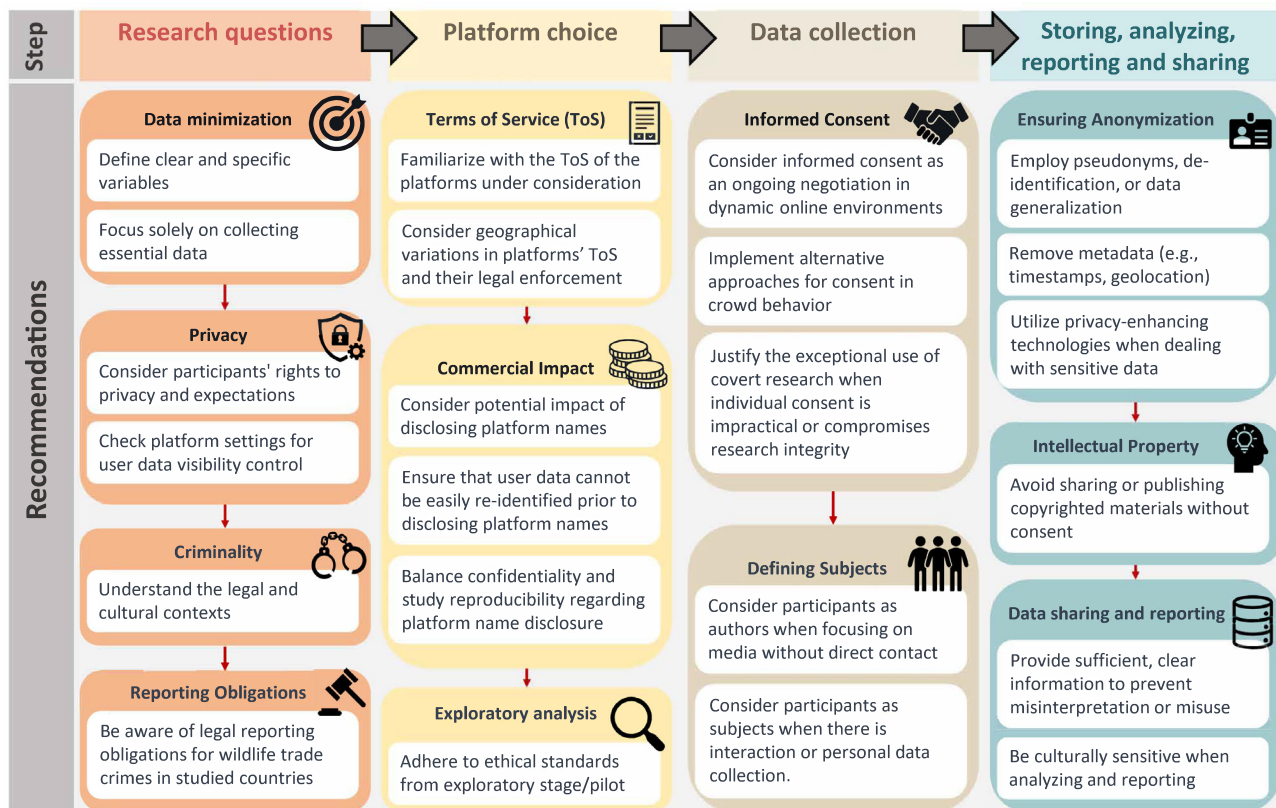 Step
Research questions
Platform choice
Data collection
Storing, analyzing,
reporting and sharing
Recommendations
Data minimization
Define clear and specific
variables
Focus solely on collecting
essential data
Privacy
Consider participants' rights to
privacy and expectations
Check platform settings for
user data visibility control
Criminality
Understand the legal and
cultural contexts
Reporting Obligations
Be aware of legal reporting
obligations for wildlife trade
crimes in studied countries
Terms of Service (ToS)
Familiarize with the ToS of the
platforms under consideration
Consider geographical
variations in platforms’ ToS
and their legal enforcement
Commercial Impact
Consider potential impact of
disclosing platform names
Ensure that user data cannot
be easily re-identified prior to
disclosing platform names
Balance confidentiality and
study reproducibility regarding
platform name disclosure
Exploratory analysis
Adhere to ethical standards
from exploratory stage/pilot
Informed Consent
Consider informed consent as
an ongoing negotiation in
dynamic online environments
Implement alternative
approaches for consent in
crowd behavior
Justify the exceptional use of
covert research when
individual consent is
impractical or compromises
research integrity
Defining Subjects
Consider participants as
authors when focusing on
media without direct contact
Consider participants as
subjects when there is
interaction or personal data
collection.
Ensuring Anonymization
Employ pseudonyms, de-
identification, or data
generalization
Remove metadata (e.g.,
timestamps, geolocation)
Utilize privacy-enhancing
technologies when dealing
with sensitive data
Intellectual Property
Avoid sharing or publishing
copyrighted materials without
consent
Data sharing and reporting
Provide sufficient, clear
information to prevent
misinterpretation or misuse
Be culturally sensitive when
analyzing and reporting